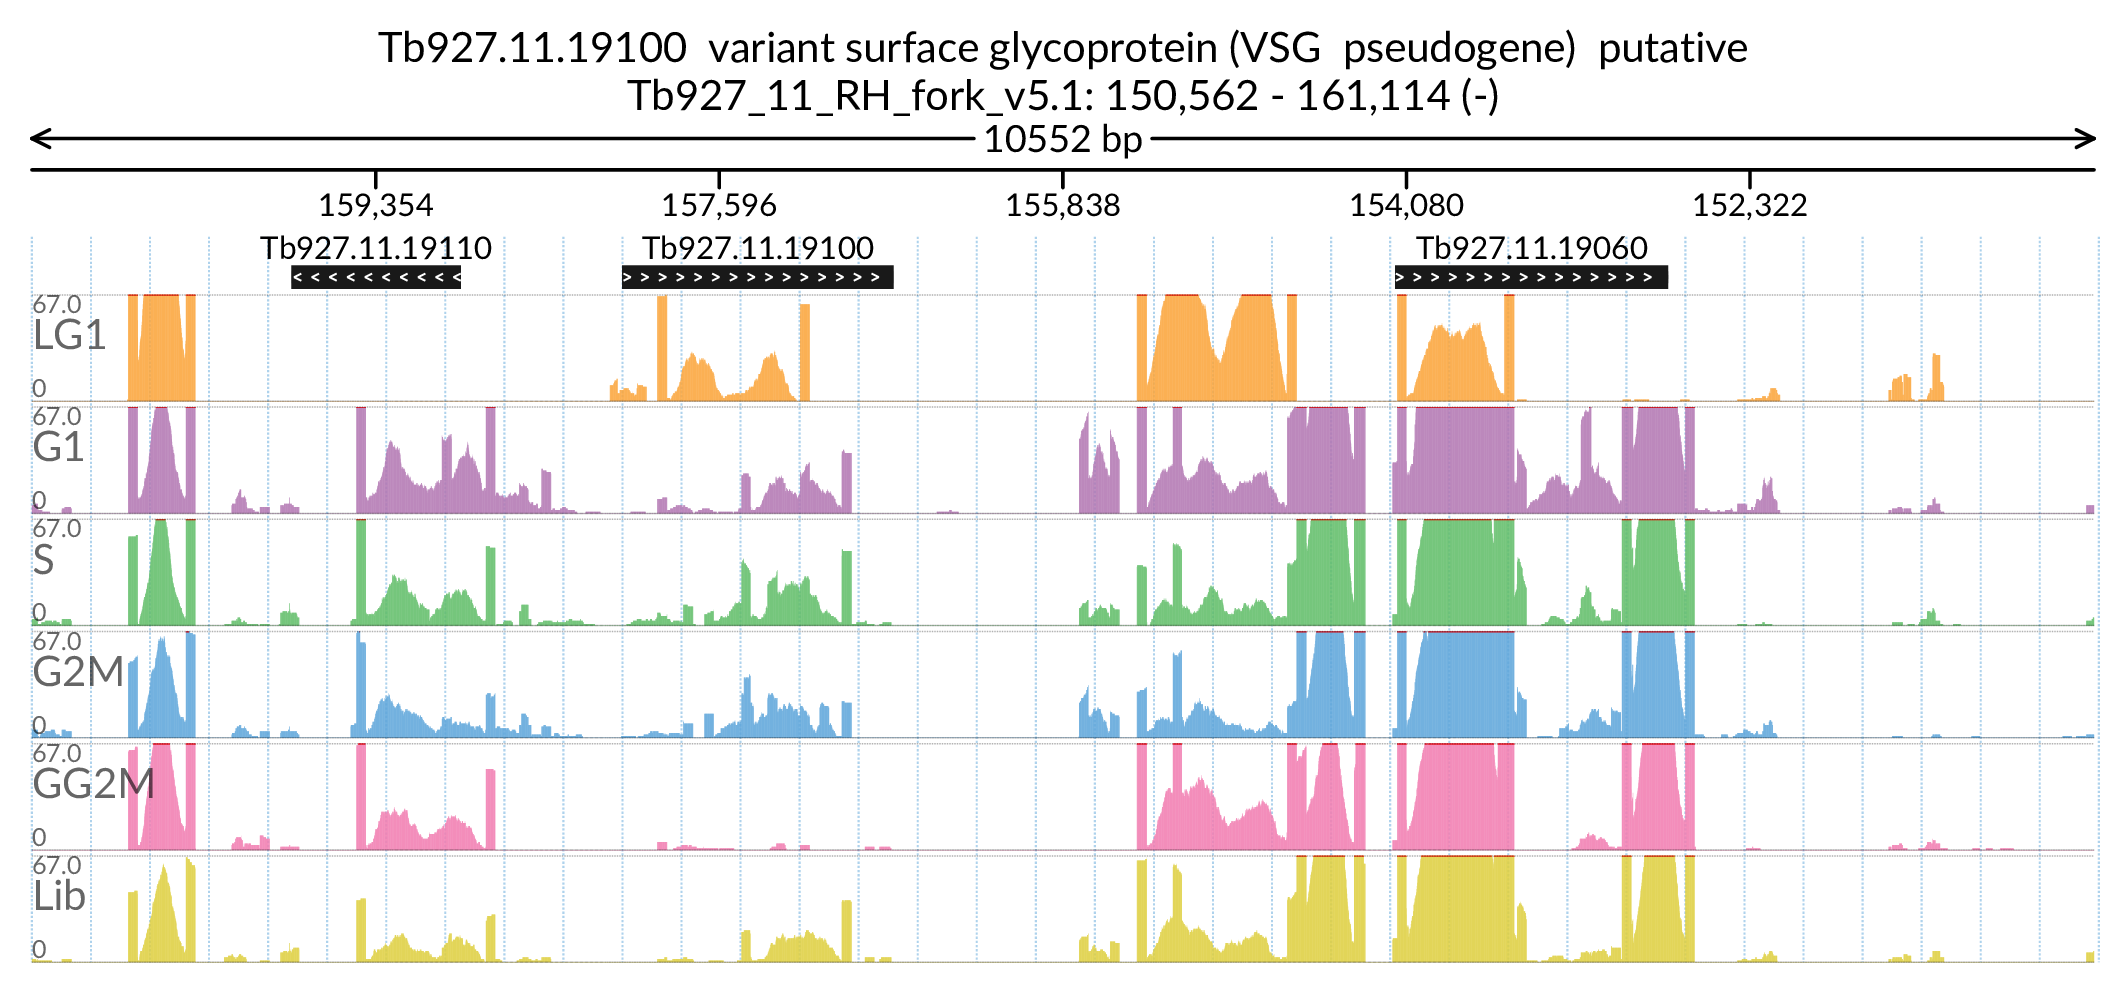 Tb927.11.19100  variant surface glycoprotein (VSG  pseudogene)  putative
Tb927_11_RH_fork_v5.1: 150,562 - 161,114 (-)
10552 bp
159,354 157,596 155,838 154,080 152,322
Tb927.11.19110 Tb927.11.19100 Tb927.11.19060
< < < < < < < < < < > > > > > > > > > > > > > > > > > > > > > > > > > > > > > >
67.0
LG1
0
67.0
G1
0
67.0
S
0
67.0
G2M
0
67.0
GG2M
0
67.0
Lib
0